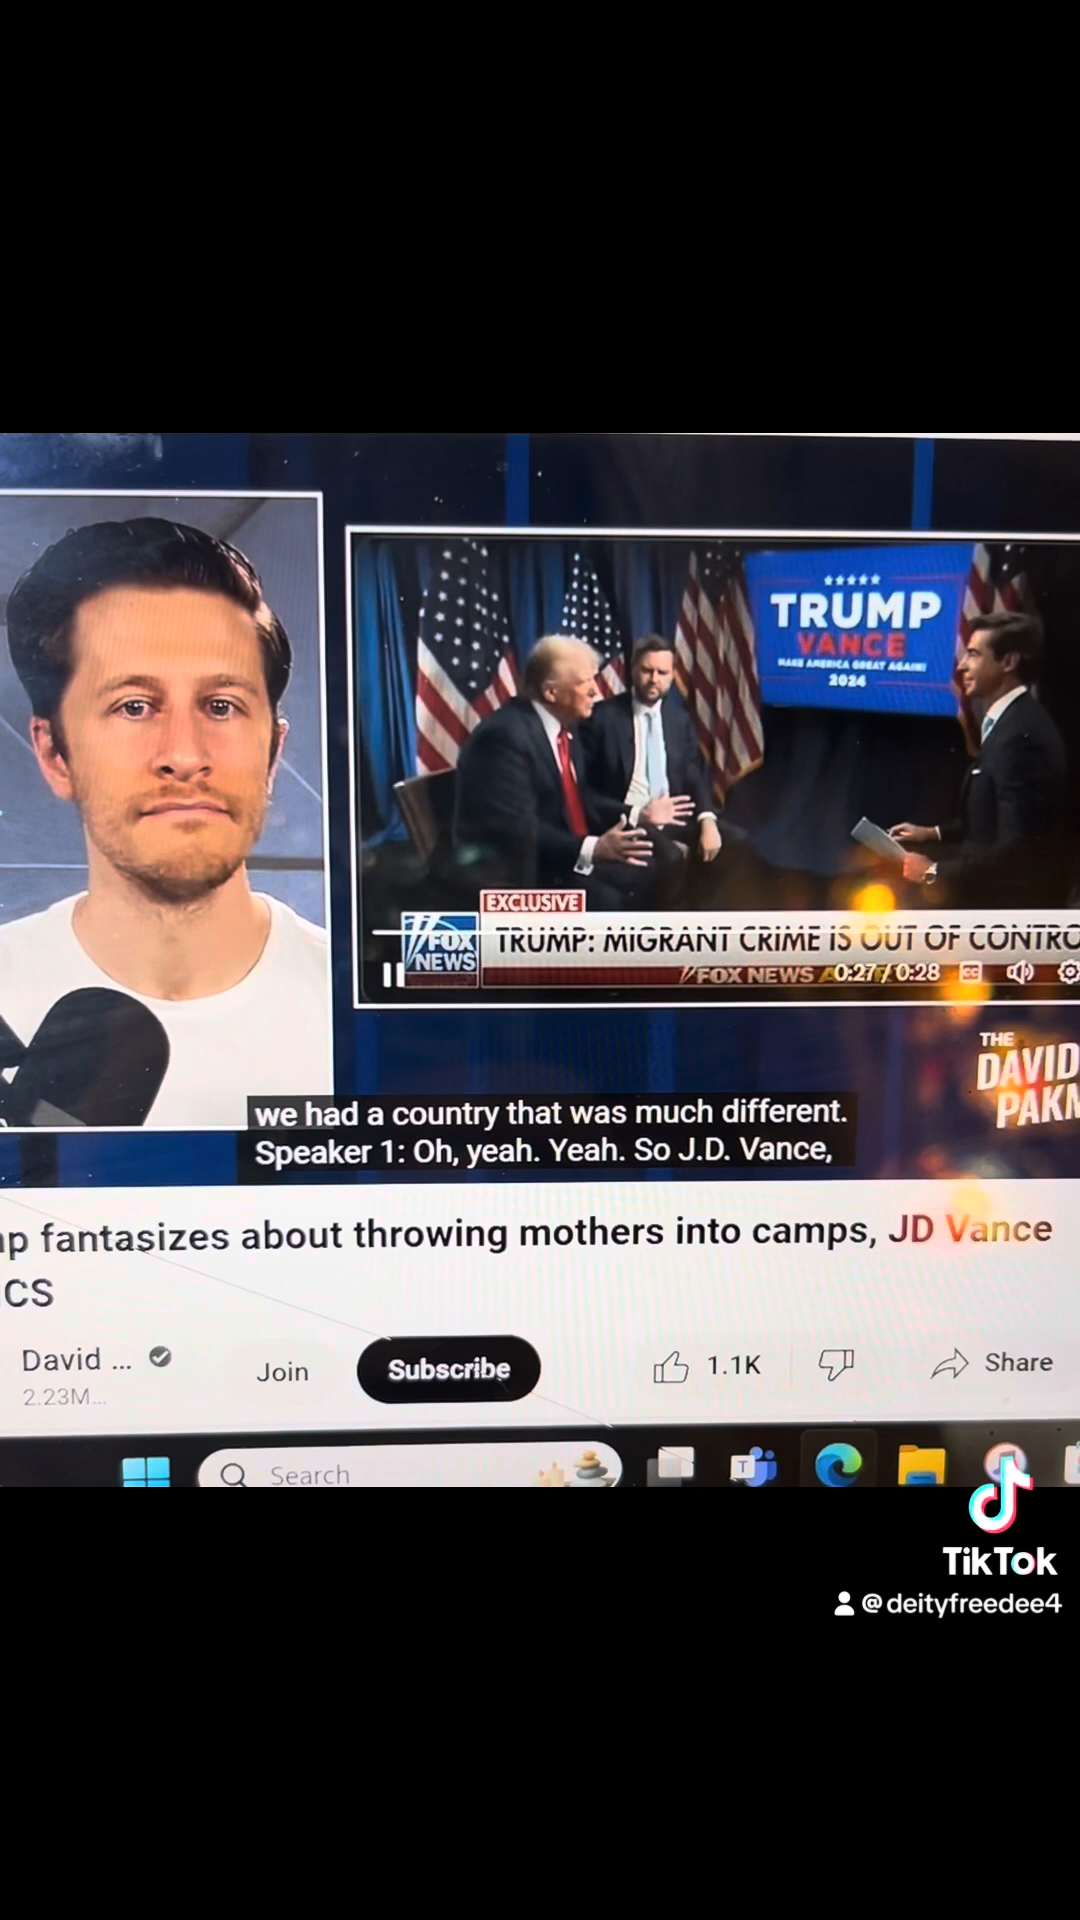 TRUMP
VANCE
MAKE AMERICA GREAT AGAIN!
2024
EXCLUSIVE
FOX NEWS
TRUMP: MIGRANT CRIME IS OUT OF CONTRO
FOX NEWS
0:27 / 0:28
CC
THE
DAVID
PAKM
we had a country that was much different.
Speaker 1: Oh, yeah. Yeah. So J.D. Vance,
p fantasizes about throwing mothers into camps, JD Vance
CS
David ...
2.23M...
Join
Subscribe
1.1K
Share
Search
T
TikTok
@deityfreedee4